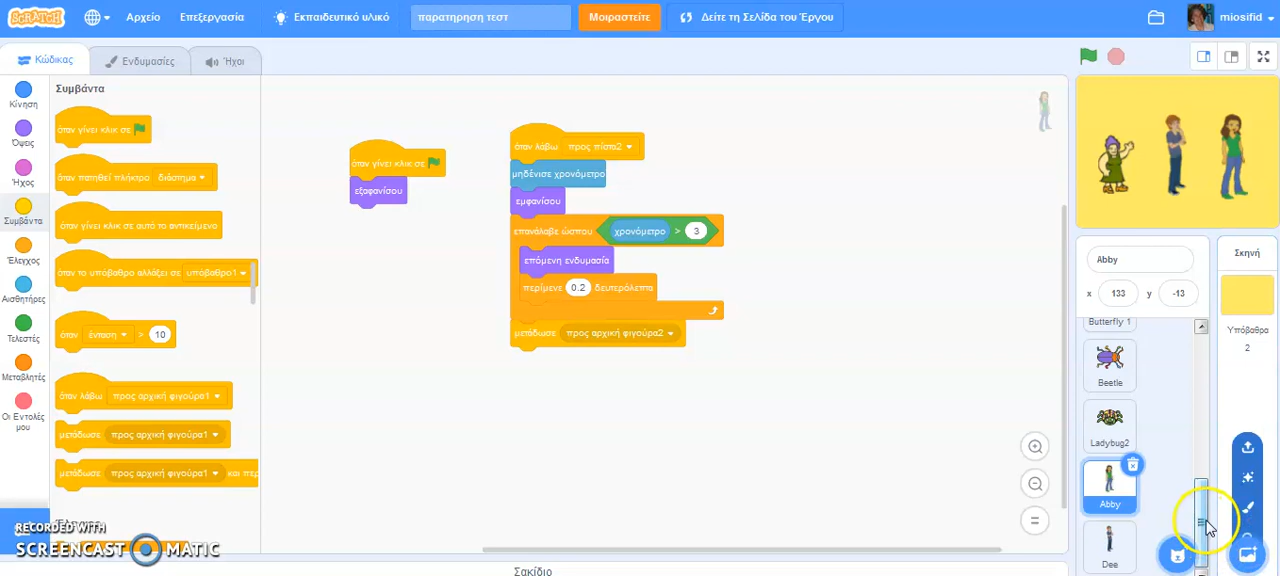 SCRATCH
Αρχείο
Επεξεργασία
Εκπαιδευτικό υλικό
παρατηρηση τεστ
Μοιραστείτε
Δείτε τη Σελίδα του Έργου
miosifid
Κώδικας
Ενδυμασίες
Ήχοι
Κίνηση
Όψεις
Ήχος
Συμβάντα
Έλεγχος
Αισθητήρες
Τελεστές
Μεταβλητές
Οι Εντολές
μου
Συμβάντα
όταν γίνει κλικ σε
όταν πατηθεί πλήκτρο διάστημα
όταν γίνει κλικ σε αυτό το αντικείμενο
όταν το υπόβαθρο αλλάξει σε υπόβαθρο1
όταν ένταση > 10
όταν λάβω προς αρχική φιγούρα1
μετάδωσε προς αρχική φιγούρα1
μετάδωσε προς αρχική φιγούρα1 και περ
όταν γίνει κλικ σε
εξαφανίσου
όταν λάβω προς πίστα2
μηδένισε χρονόμετρο
εμφανίσου
επανάλαβε ώσπου χρονόμετρο > 3
επόμενη ενδυμασία
περίμενε 0.2 δευτερόλεπτα
μετάδωσε προς αρχική φιγούρα2
Σακίδιο
Abby
x 133 y -13
Butterfly 1
Beetle
Ladybug2
Abby
Dee
Σκηνή
Υπόβαθρα
2
RECORDED WITH
SCREENCAST MATIC